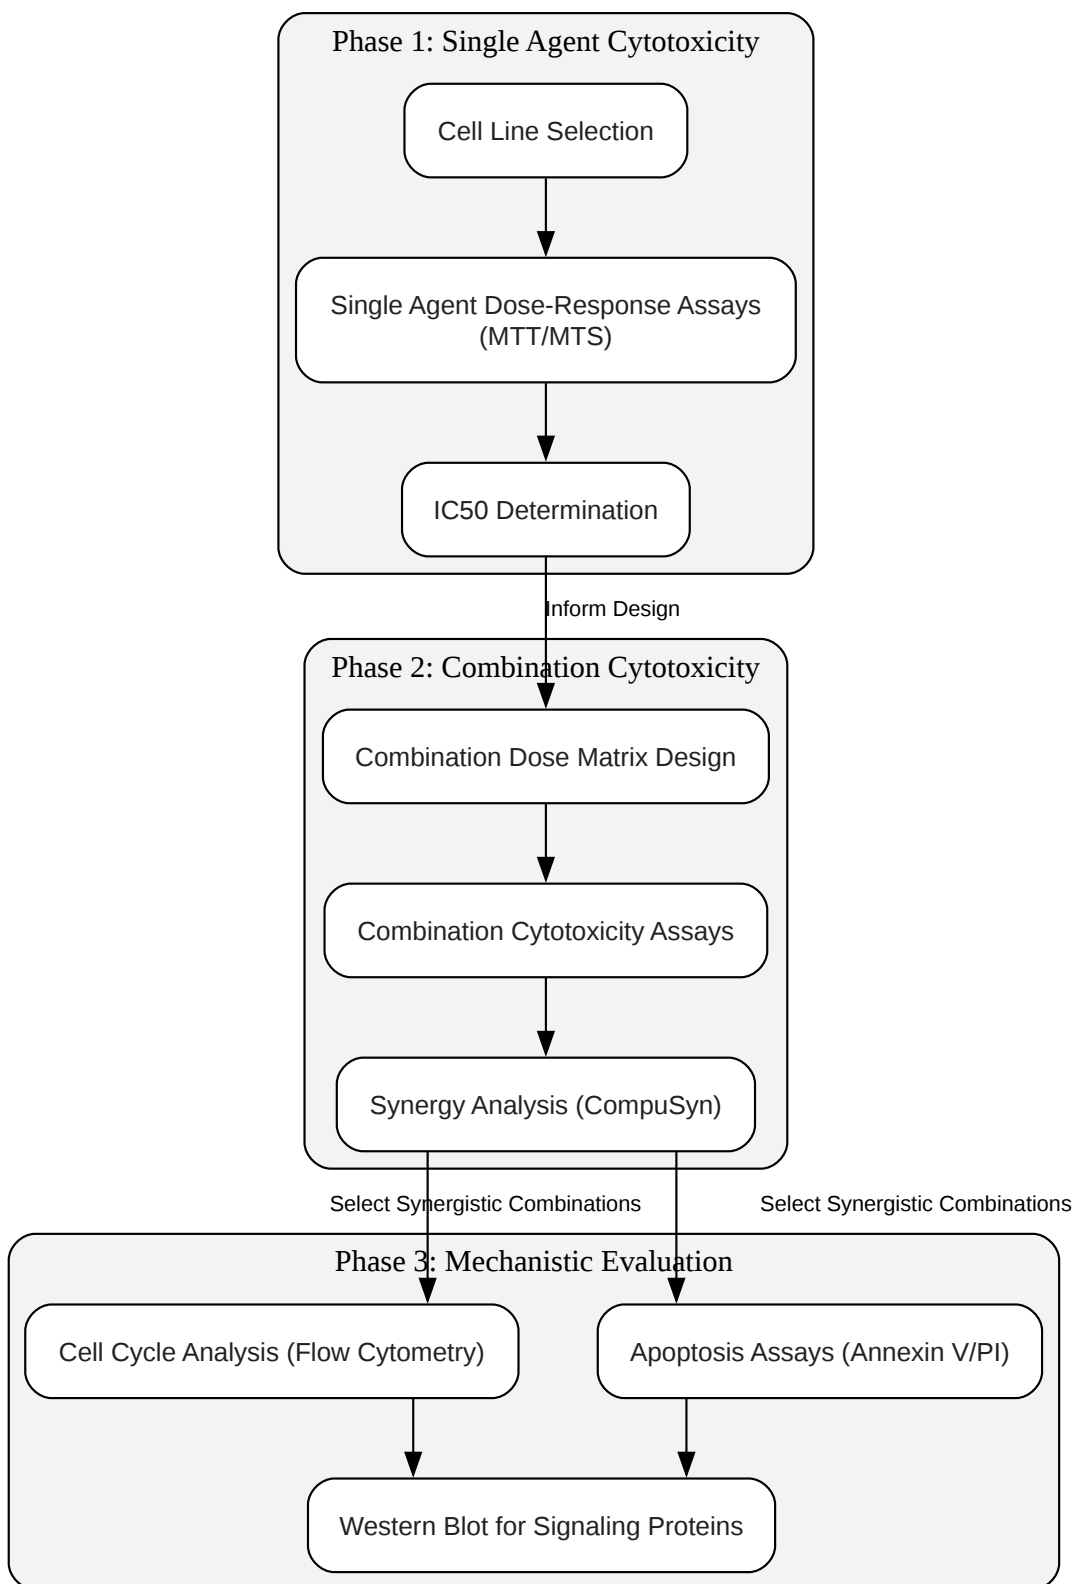 Phase 1: Single Agent Cytotoxicity
Cell Line Selection
Single Agent Dose-Response Assays
(MTT/MTS)
IC50 Determination
Inform Design
Phase 2: Combination Cytotoxicity
Combination Dose Matrix Design
Combination Cytotoxicity Assays
Synergy Analysis (CompuSyn)
Select Synergistic Combinations
Select Synergistic Combinations
Phase 3: Mechanistic Evaluation
Cell Cycle Analysis (Flow Cytometry)
Apoptosis Assays (Annexin V/PI)
Western Blot for Signaling Proteins